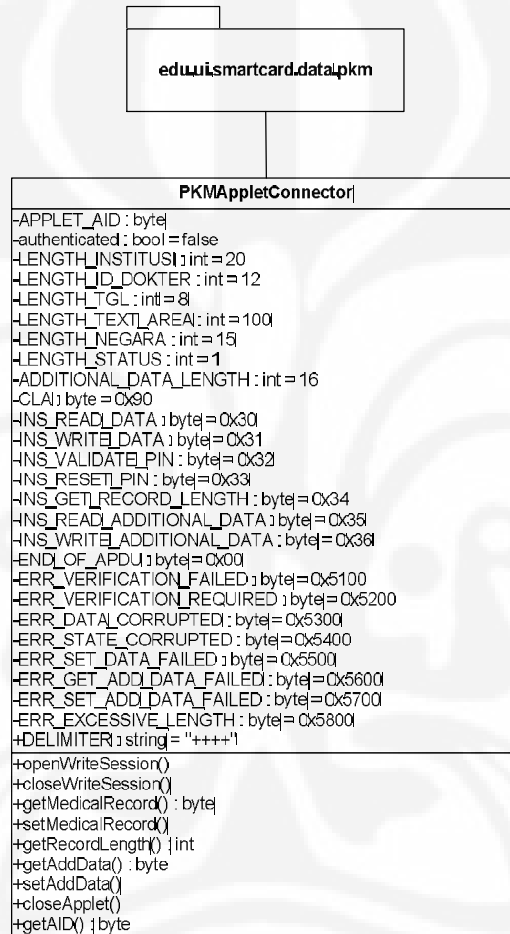 edu.ui.smartcard.data.pkm
PKMAppletConnector
-APPLET_AID : byte
-authenticated : bool = false
-LENGTH_INSTITUSI : int = 20
-LENGTH_ID_DOKTER : int = 12
-LENGTH_TGL : int = 8
-LENGTH_TEXT_AREA : int = 100
-LENGTH_NEGARA : int = 15
-LENGTH_STATUS : int = 1
-ADDITIONAL_DATA_LENGTH : int = 16
-CLA : byte = 0x90
-INS_READ_DATA : byte = 0x30
-INS_WRITE_DATA : byte = 0x31
-INS_VALIDATE_PIN : byte = 0x32
-INS_RESET_PIN : byte = 0x33
-INS_GET_RECORD_LENGTH : byte = 0x34
-INS_READ_ADDITIONAL_DATA : byte = 0x35
-INS_WRITE_ADDITIONAL_DATA : byte = 0x36
-END_OF_APDU : byte = 0x00
-ERR_VERIFICATION_FAILED : byte = 0x5100
-ERR_VERIFICATION_REQUIRED : byte = 0x5200
-ERR_DATA_CORRUPTED : byte = 0x5300
-ERR_STATE_CORRUPTED : byte = 0x5400
-ERR_SET_DATA_FAILED : byte = 0x5500
-ERR_GET_ADD_DATA_FAILED : byte = 0x5600
-ERR_SET_ADD_DATA_FAILED : byte = 0x5700
-ERR_EXCESSIVE_LENGTH : byte = 0x5800
+DELIMITER : string = "++++"
+openWriteSession()
+closeWriteSession()
+getMedicalRecord() : byte
+setMedicalRecord()
+getRecordLength() : int
+getAddData() : byte
+setAddData()
+closeApplet()
+getAID() : byte